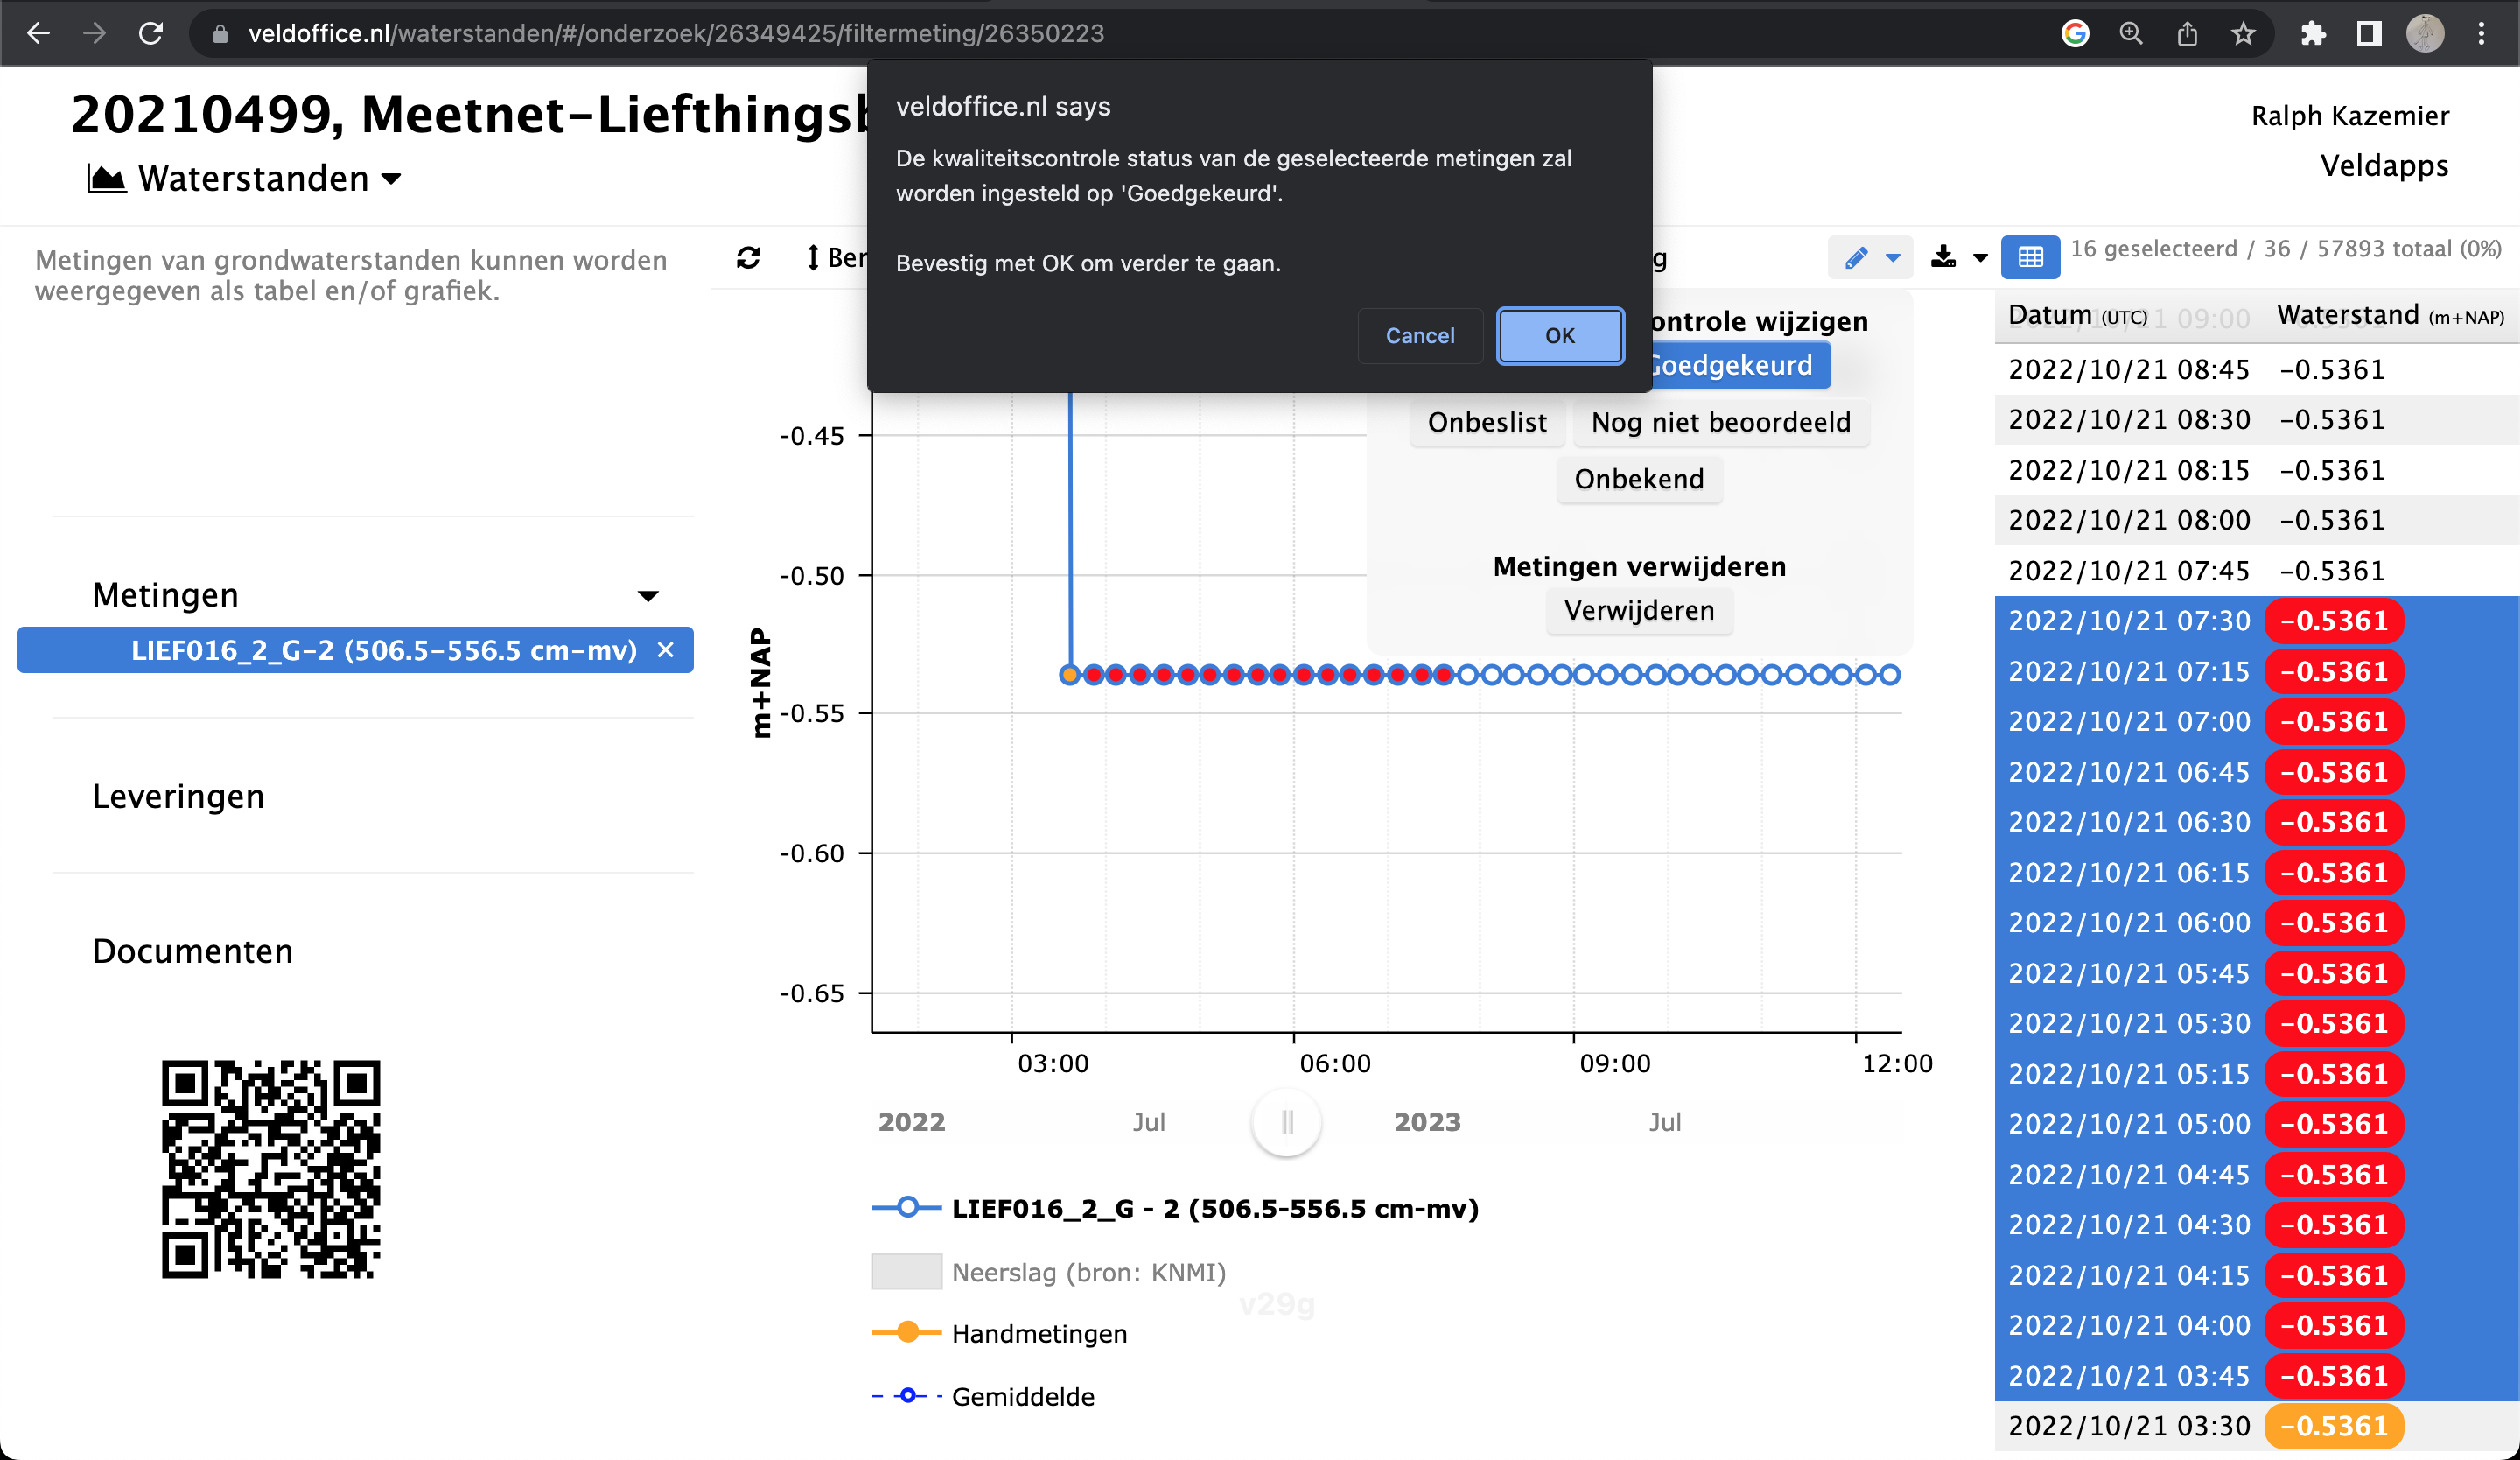 veldoffice.nl/waterstanden/#/onderzoek/26349425/filtermeting/26350223
20210499, Meetnet-Liefthingsb
Waterstanden
Ralph Kazemier
Veldapps
veldoffice.nl says
De kwaliteitscontrole status van de geselecteerde metingen zal
worden ingesteld op 'Goedgekeurd'.
Bevestig met OK om verder te gaan.
Cancel
OK
Metingen van grondwaterstanden kunnen worden
weergegeven als tabel en/of grafiek.
Metingen
LIEF016_2_G-2 (506.5-556.5 cm-mv) ×
Leveringen
Documenten
16 geselecteerd / 36 / 57893 totaal (0%)
ontrole wijzigen
Goedgekeurd
Onbeslist
Nog niet beoordeeld
Onbekend
Metingen verwijderen
Verwijderen
m+NAP
-0.45
-0.50
-0.55
-0.60
-0.65
03:00
06:00
09:00
12:00
2022
Jul
2023
Jul
LIEF016_2_G - 2 (506.5-556.5 cm-mv)
Neerslag (bron: KNMI)
v29g
Handmetingen
Gemiddelde
Datum (UTC) Waterstand (m+NAP)
2022/10/21 08:45 -0.5361
2022/10/21 08:30 -0.5361
2022/10/21 08:15 -0.5361
2022/10/21 08:00 -0.5361
2022/10/21 07:45 -0.5361
2022/10/21 07:30 -0.5361
2022/10/21 07:15 -0.5361
2022/10/21 07:00 -0.5361
2022/10/21 06:45 -0.5361
2022/10/21 06:30 -0.5361
2022/10/21 06:15 -0.5361
2022/10/21 06:00 -0.5361
2022/10/21 05:45 -0.5361
2022/10/21 05:30 -0.5361
2022/10/21 05:15 -0.5361
2022/10/21 05:00 -0.5361
2022/10/21 04:45 -0.5361
2022/10/21 04:30 -0.5361
2022/10/21 04:15 -0.5361
2022/10/21 04:00 -0.5361
2022/10/21 03:45 -0.5361
2022/10/21 03:30 -0.5361